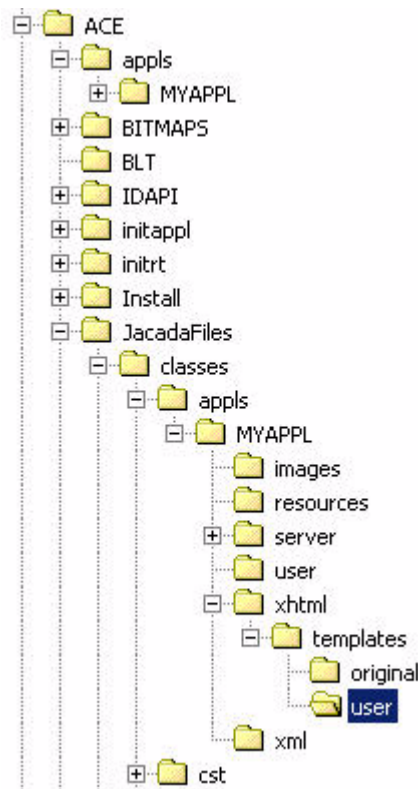 ACE
appls
MYAPPL
BITMAPS
BLT
IDAPI
initappl
initrt
Install
JacadaFiles
classes
appls
MYAPPL
images
resources
server
user
xhtml
templates
original
user
xml
cst